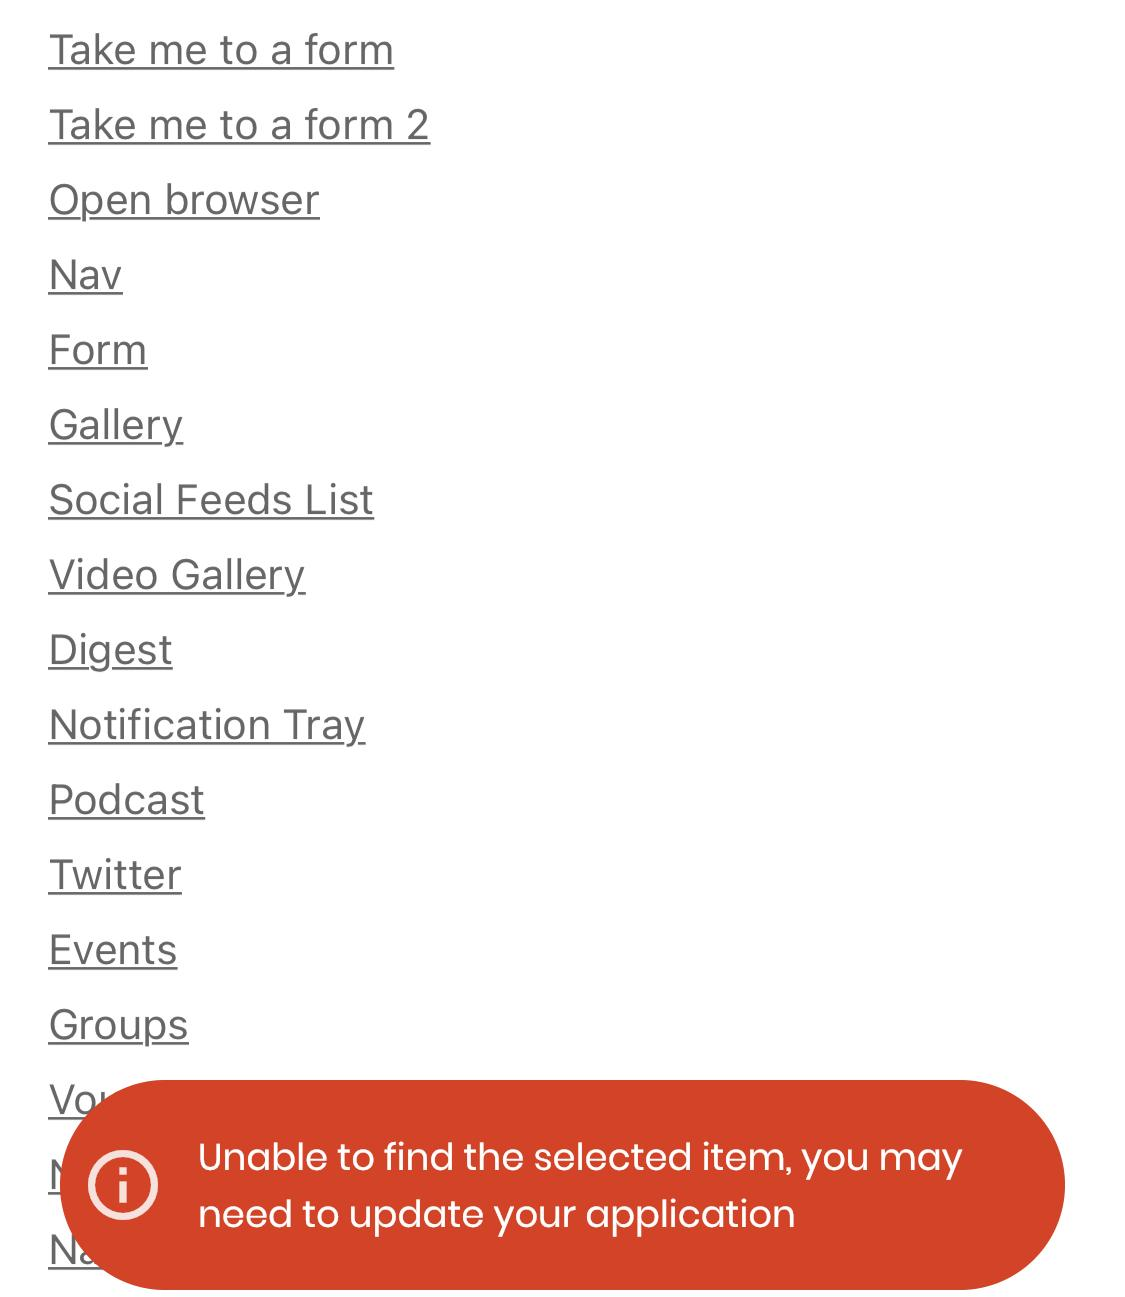 Take me to a form
Take me to a form 2
Open browser
Nav
Form
Gallery
Social Feeds List
Video Gallery
Digest
Notification Tray
Podcast
Twitter
Events
Groups
Unable to find the selected item, you may
need to update your application